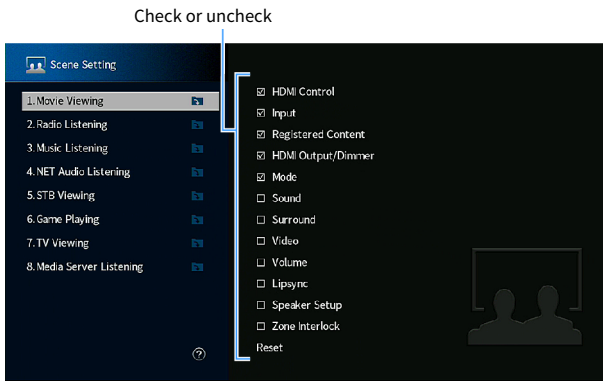 Check or uncheck
Scene Setting
1.Movie Viewing
2.Radio Listening
3.Music Listening
4.NET Audio Listening
5.STB Viewing
6.Game Playing
7.TV Viewing
8.Media Server Listening
?
HDMI Control
Input
Registered Content
HDMI Output/Dimmer
Mode
Sound
Surround
Video
Volume
Lipsync
Speaker Setup
Zone Interlock
Reset